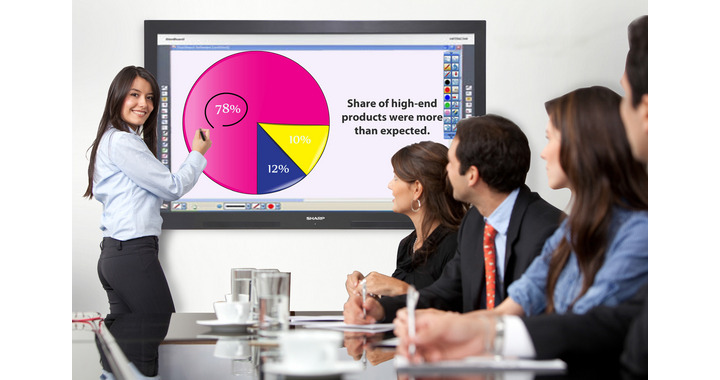 78%
10%
12%
Share of high-end
products were more
than expected.
SHARP